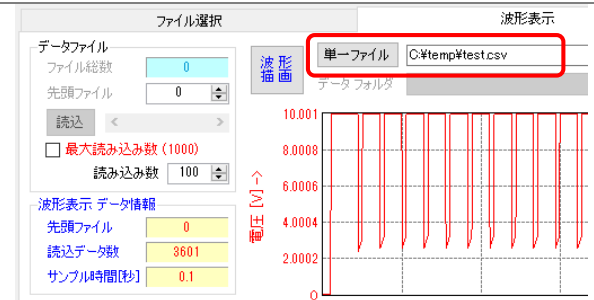 ファイル選択
波形表示
データファイル
ファイル総数 0
先頭ファイル 0
読込 < >
最大読み込み数 (1000)
読み込み数 100
波形表示 データ情報
先頭ファイル 0
読込データ数 3601
サンプル時間[秒] 0.1
波形
描画
単一ファイル C:¥temp¥test.csv
データフォルダ
電圧 [V] ->
10.001
8.0008
6.0006
4.0004
2.0002
0